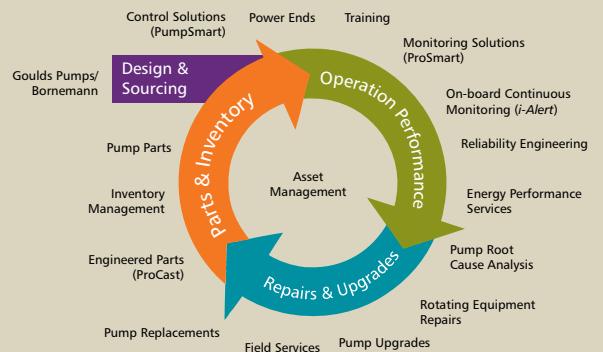 Control Solutions
(PumpSmart)
Power Ends
Training
Monitoring Solutions
(ProSmart)
Design &
Sourcing
Goulds Pumps/
Bornemann
Operation Performance
On-board Continuous
Monitoring (i-Alert)
Parts & Inventory
Pump Parts
Reliability Engineering
Asset
Management
Inventory
Management
Energy Performance
Services
Engineered Parts
(ProCast)
Pump Root
Cause Analysis
Repairs & Upgrades
Rotating Equipment
Repairs
Pump Replacements
Field Services
Pump Upgrades